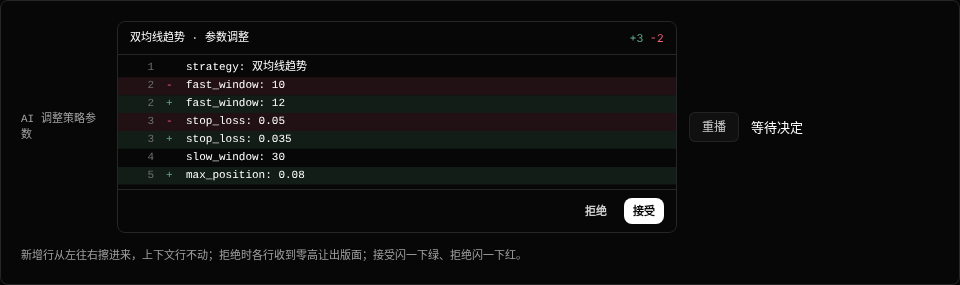 双均线趋势 · 参数调整 +3 -2
1 strategy: 双均线趋势
2 - fast_window: 10
2 + fast_window: 12
3 - stop_loss: 0.05
3 + stop_loss: 0.035
4 slow_window: 30
5 + max_position: 0.08
AI 调整策略参
数
重播 等待决定
拒绝 接受
新增行从左往右擦进来，上下文行不动；拒绝时各行收到零高让出版面；接受闪一下绿、拒绝闪一下红。